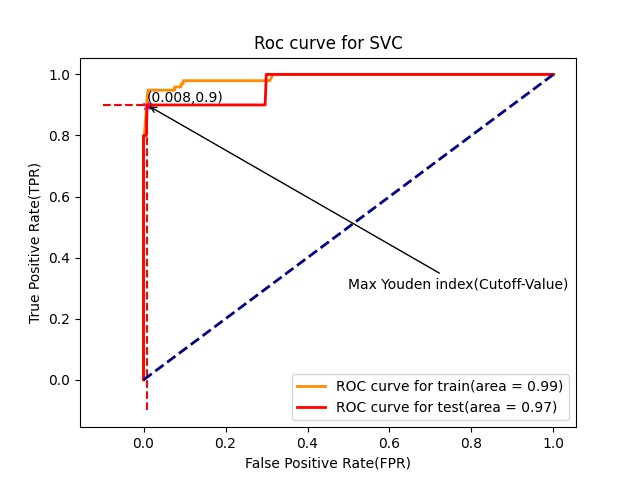 Roc curve for SVC
True Positive Rate(TPR)
1.0
0.8
0.6
0.4
0.2
0.0
(0.008,0.9)
Max Youden index(Cutoff-Value)
ROC curve for train(area = 0.99)
ROC curve for test(area = 0.97)
0.0 0.2 0.4 0.6 0.8 1.0
False Positive Rate(FPR)